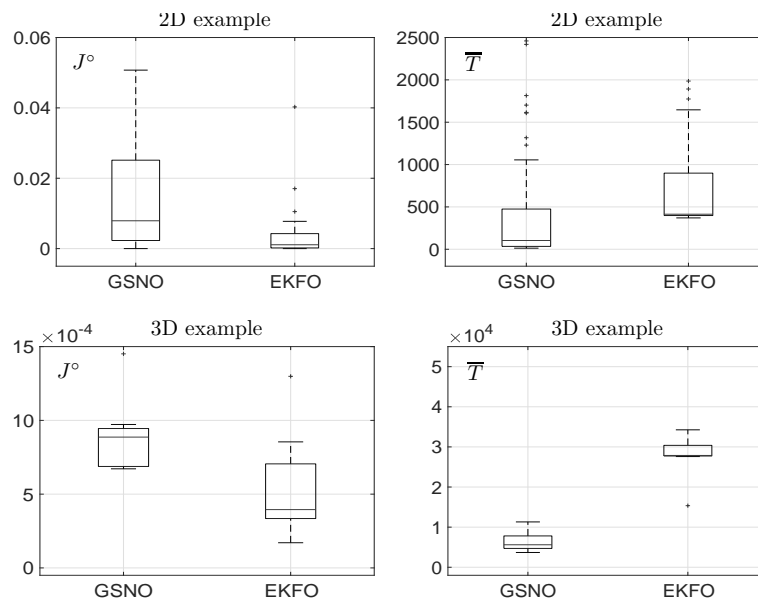 2D example
J°
0.06
0.04
0.02
0
GSNO EKFO
2D example
T̅
2500
2000
1500
1000
500
0
GSNO EKFO
3D example
×10⁻⁴
J°
15
10
5
0
GSNO EKFO
3D example
×10⁴
T̅
5
4
3
2
1
0
GSNO EKFO